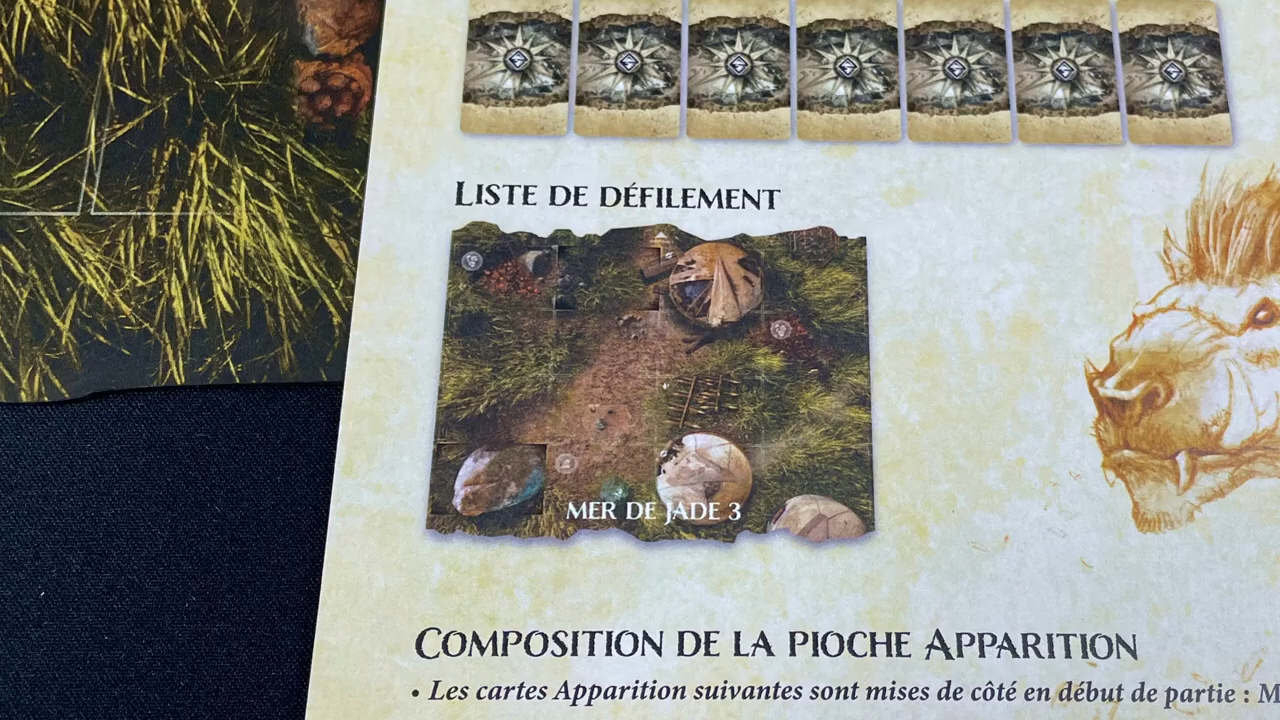 LISTE DE DÉFILEMENT
MER DE JADE 3
COMPOSITION DE LA PIOCHE APPARITION
• Les cartes Apparition suivantes sont mises de côté en début de partie : M